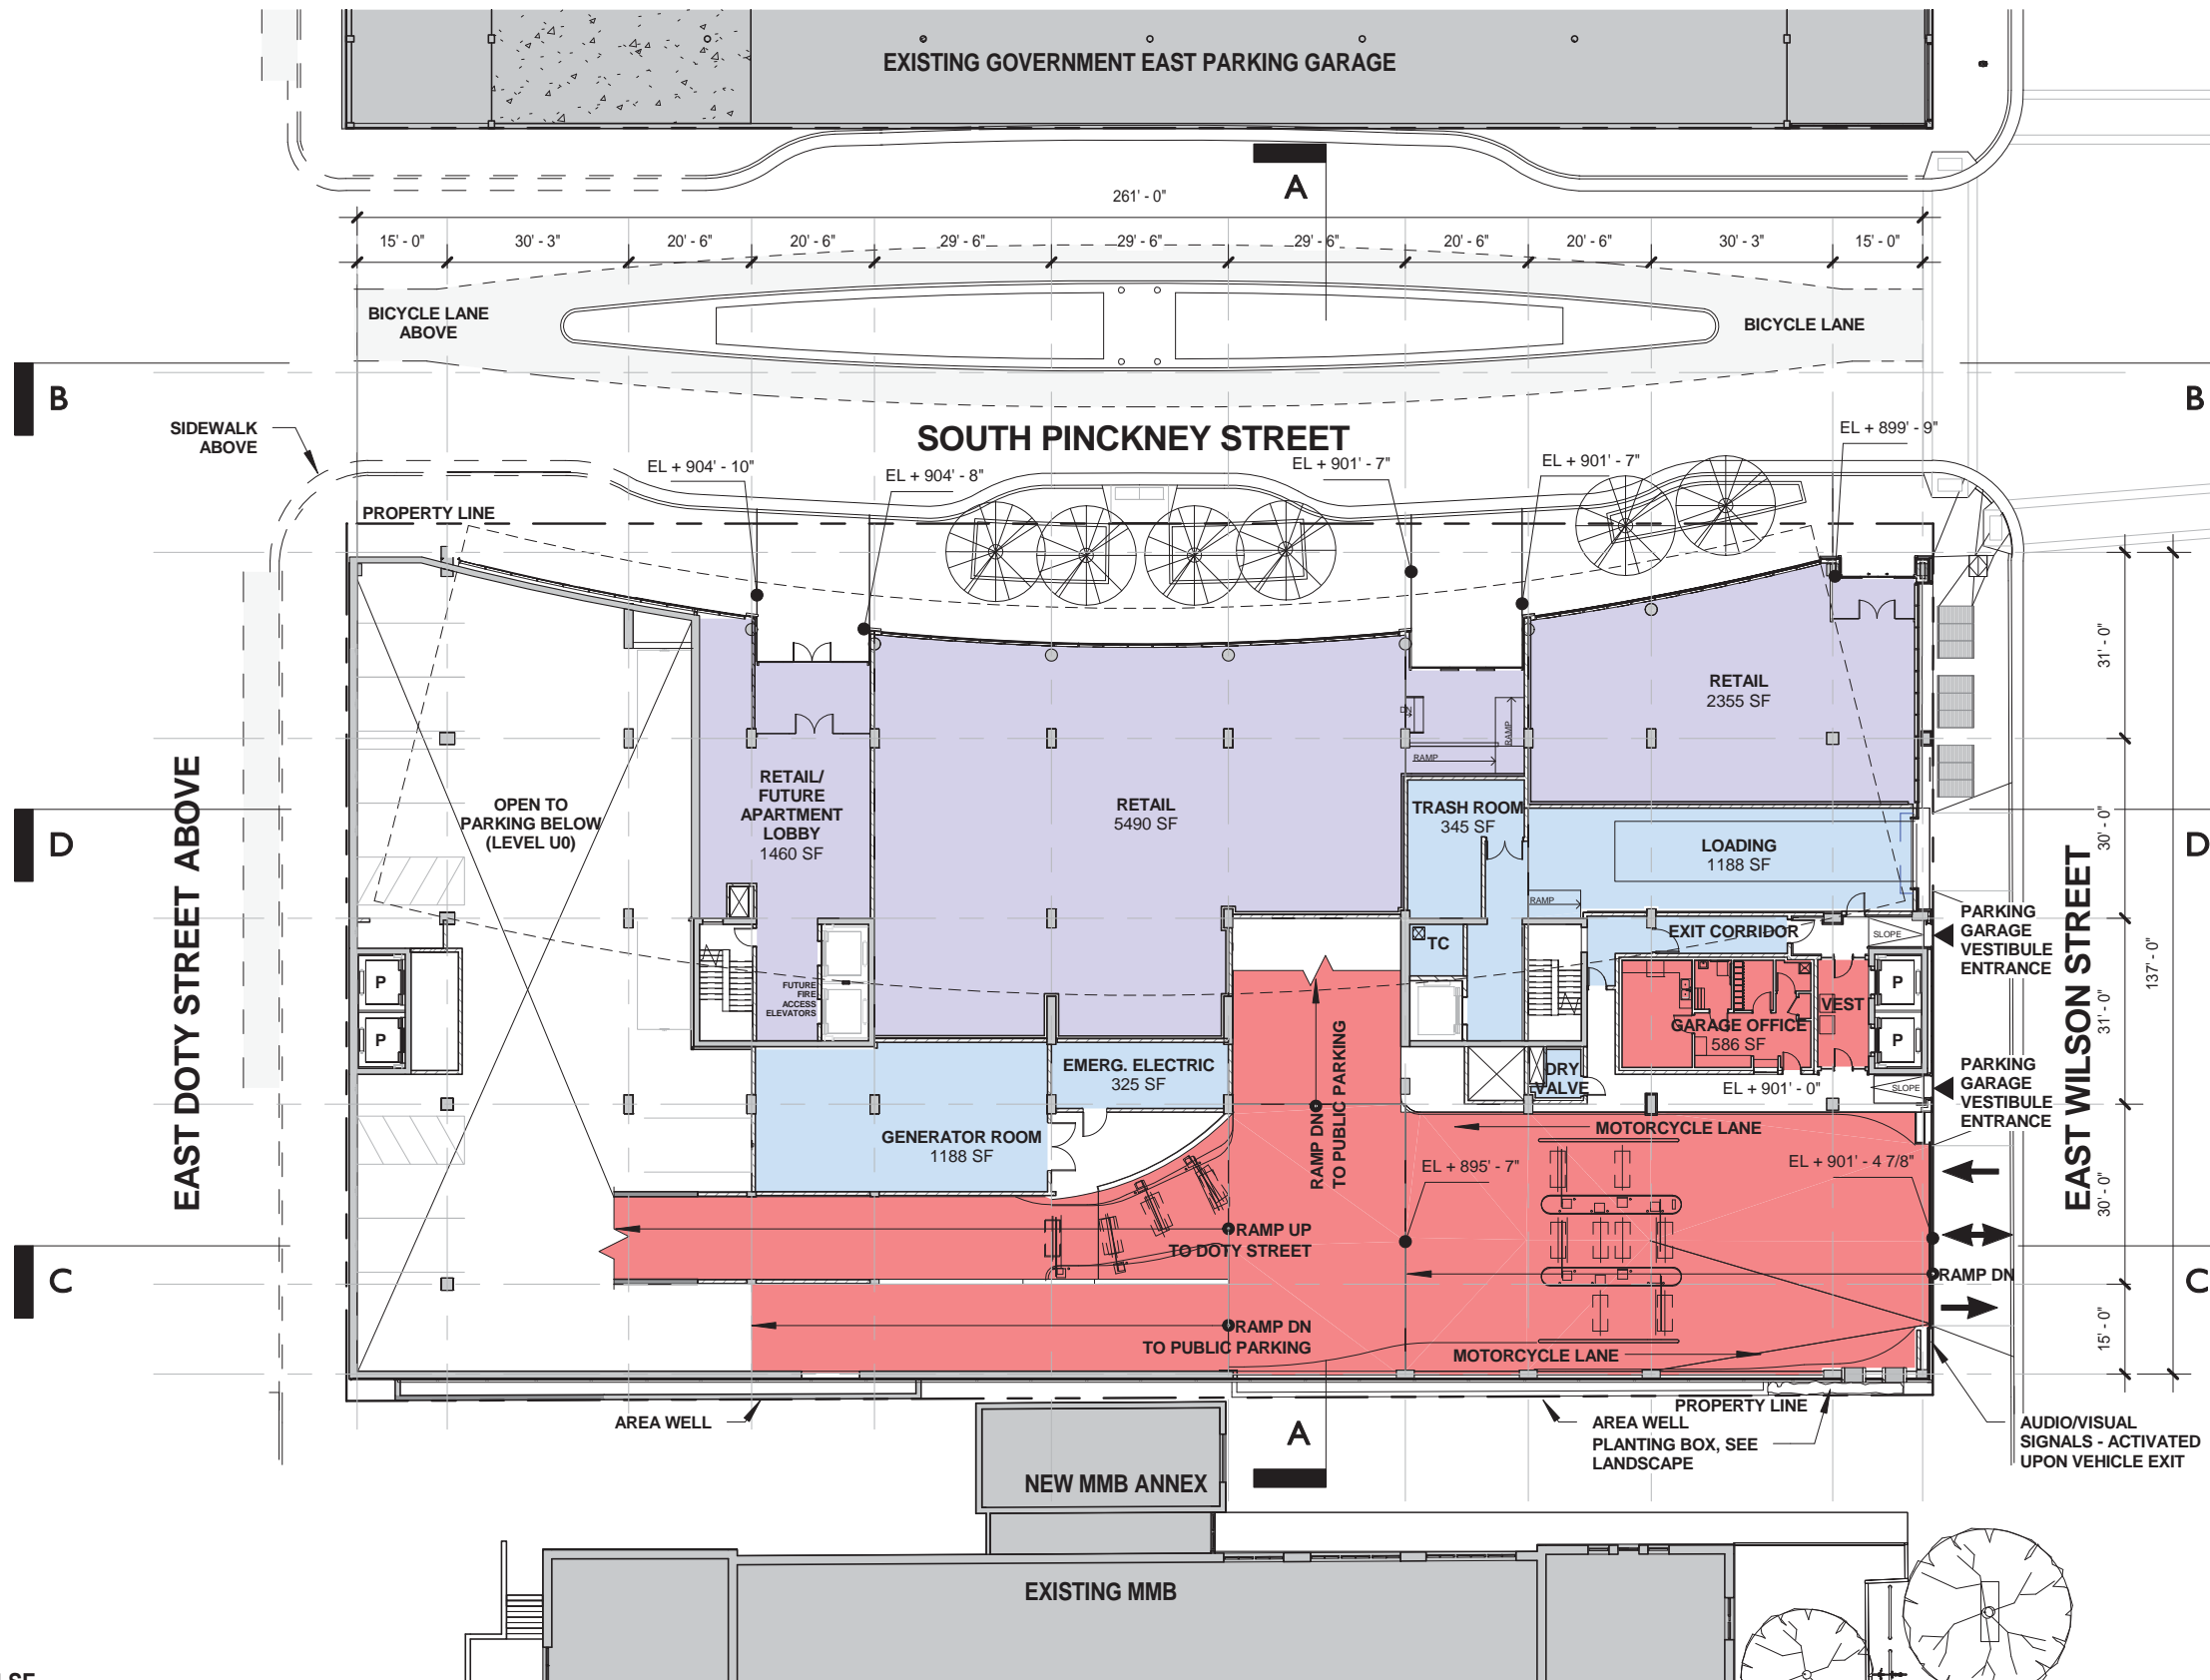 EXISTING GOVERNMENT EAST PARKING GARAGE
A
261' - 0"
15' - 0"
30' - 3"
20' - 6"
20' - 6"
29' - 6"
29' - 6"
29' - 6"
20' - 6"
20' - 6"
30' - 3"
15' - 0"
BICYCLE LANE
ABOVE
BICYCLE LANE
B
B
SIDEWALK
ABOVE
SOUTH PINCKNEY STREET
EL + 904' - 10"
EL + 904' - 8"
EL + 901' - 7"
EL + 901' - 7"
EL + 899' - 9"
PROPERTY LINE
31' - 0"
RETAIL
2355 SF
DN
RAMP
RAMP
EAST DOTY STREET ABOVE
OPEN TO
PARKING BELOW
(LEVEL U0)
RETAIL/
FUTURE
APARTMENT
LOBBY
1460 SF
RETAIL
5490 SF
TRASH ROOM
345 SF
LOADING
1188 SF
30' - 0"
D
D
RAMP
EAST WILSON STREET
137' - 0"
TC
EXIT CORRIDOR
SLOPE
PARKING
GARAGE
VESTIBULE
ENTRANCE
P
P
FUTURE
FIRE
ACCESS
ELEVATORS
VEST
GARAGE OFFICE
586 SF
P
P
31' - 0"
RAMP DN
TO PUBLIC PARKING
EMERG. ELECTRIC
325 SF
DRY
VALVE
EL + 901' - 0"
SLOPE
PARKING
GARAGE
VESTIBULE
ENTRANCE
GENERATOR ROOM
1188 SF
MOTORCYCLE LANE
EL + 895' - 7"
EL + 901' - 4 7/8"
30' - 0"
RAMP UP
TO DOTY STREET
C
C
RAMP DN
RAMP DN
TO PUBLIC PARKING
MOTORCYCLE LANE
15' - 0"
AREA WELL
PROPERTY LINE
AREA WELL
PLANTING BOX, SEE
LANDSCAPE
AUDIO/VISUAL
SIGNALS - ACTIVATED
UPON VEHICLE EXIT
A
NEW MMB ANNEX
EXISTING MMB